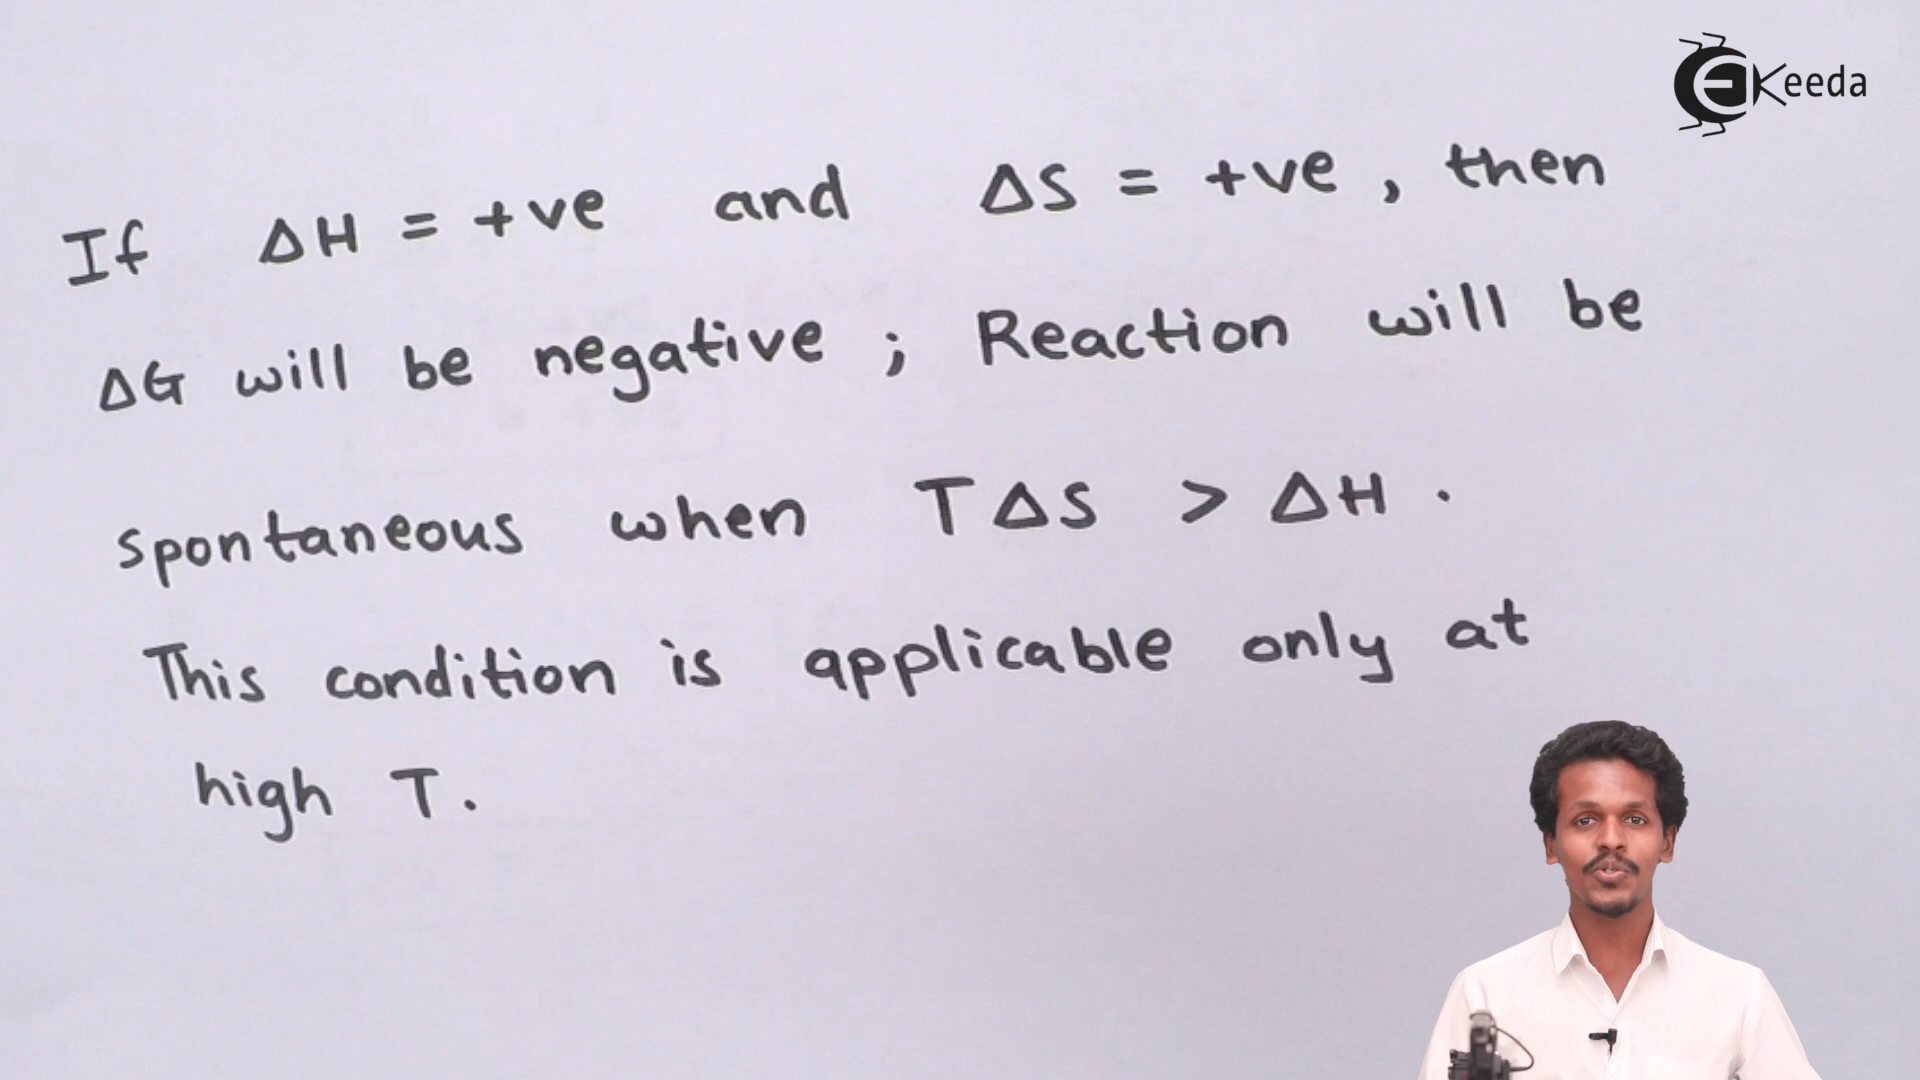 EKeeda
If ΔH = +ve and ΔS = +ve, then
ΔG will be negative ; Reaction will be
spontaneous when TΔS > ΔH .
This condition is applicable only at
high T.